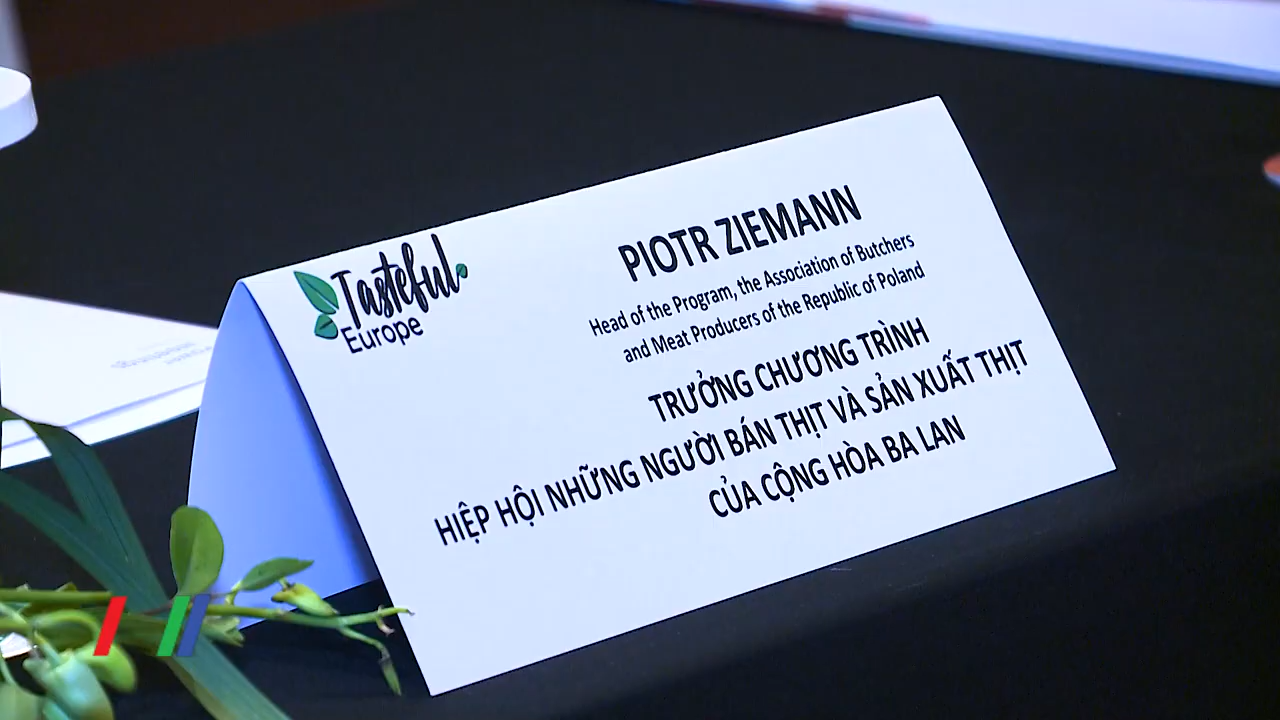 Tasteful
Europe
PIOTR ZIEMANN
Head of the Program, the Association of Butchers
and Meat Producers of the Republic of Poland
TRƯỞNG CHƯƠNG TRÌNH
HIỆP HỘI NHỮNG NGƯỜI BÁN THỊT VÀ SẢN XUẤT THỊT
CỦA CỘNG HÒA BA LAN